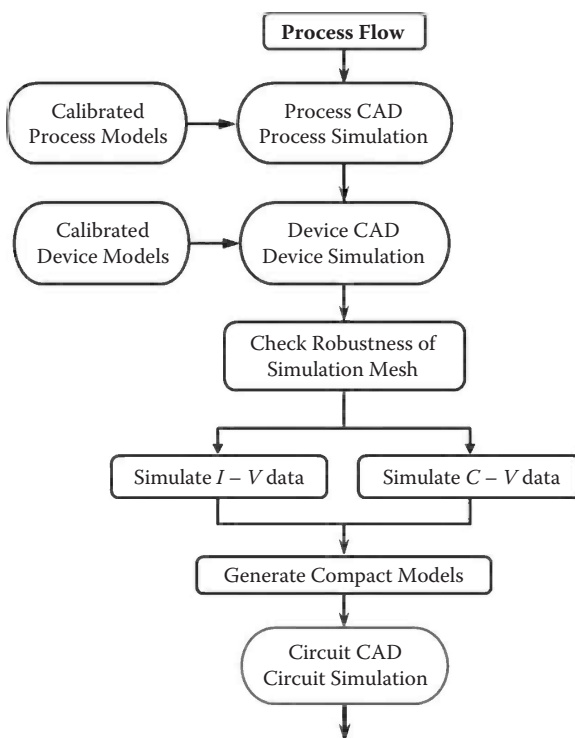 Process Flow
Calibrated
Process Models
Process CAD
Process Simulation
Calibrated
Device Models
Device CAD
Device Simulation
Check Robustness of
Simulation Mesh
Simulate I – V data
Simulate C – V data
Generate Compact Models
Circuit CAD
Circuit Simulation